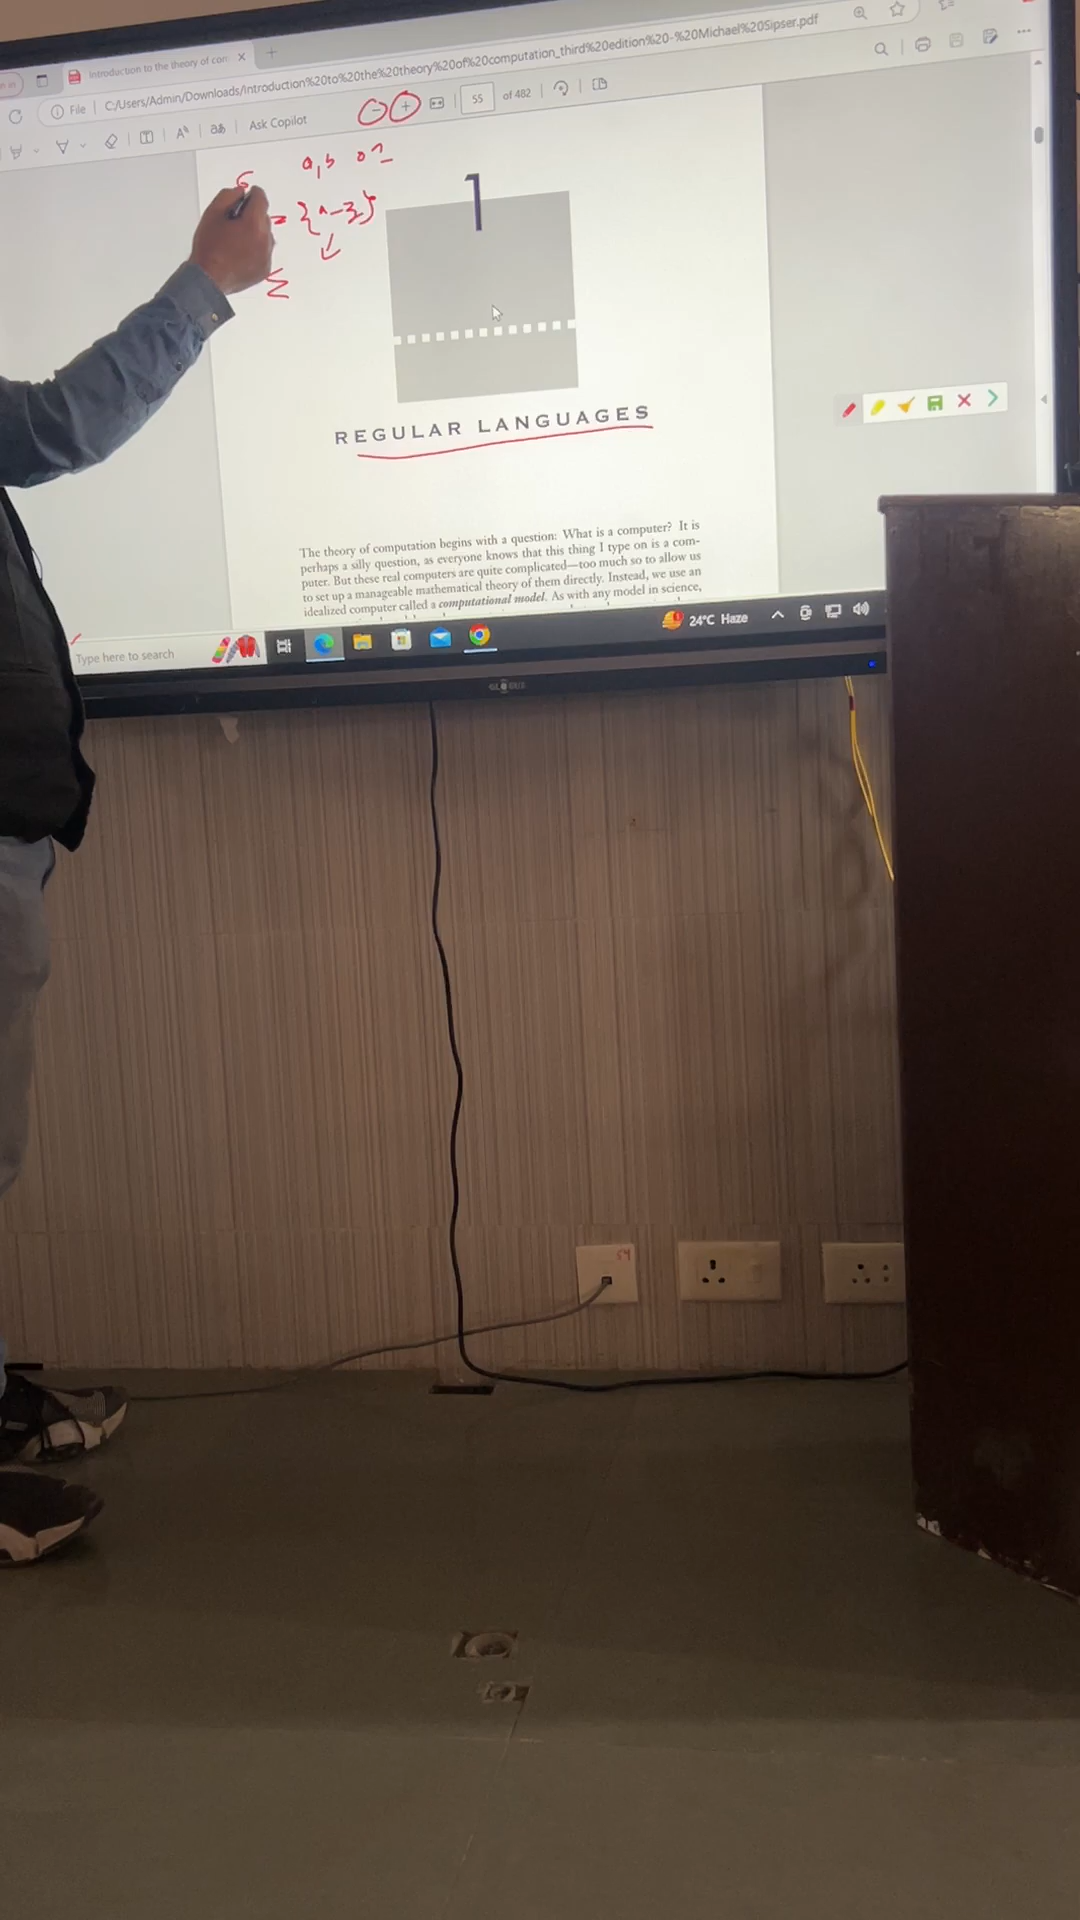 Introduction to the theory of con
File | C:/Users/Admin/Downloads/Introduction%20to%20the%20theory%20of%20computation_third%20edition%20-%20Michael%20Sipser.pdf
Ask Copilot
55 of 482
a, b 0 1
= {a-z}
Σ
1
REGULAR LANGUAGES
The theory of computation begins with a question: What is a computer? It is
perhaps a silly question, as everyone knows that this thing I type on is a com-
puter. But these real computers are quite complicated—too much so to allow us
to set up a manageable mathematical theory of them directly. Instead, we use an
idealized computer called a computational model. As with any model in science,
Type here to search
24°C Haze
54